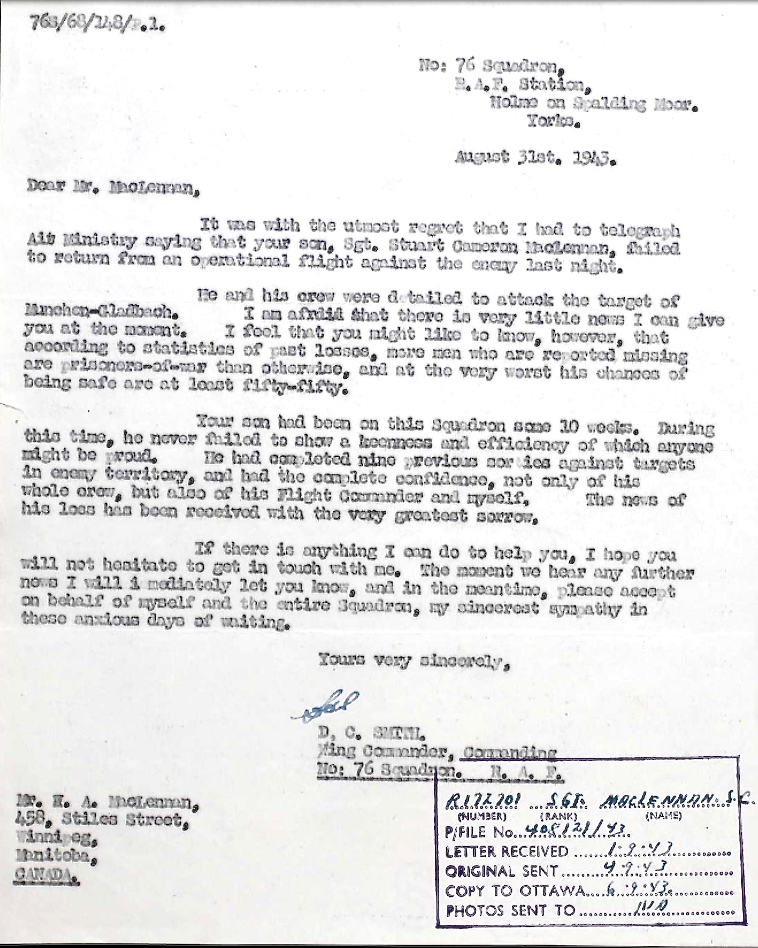 76S/68/148/P.1.
No: 76 Squadron,
R.A.F. Station,
Holme on Spalding Moor.
Yorks.
August 31st. 1943.
Dear Mr. MacLennan,
It was with the utmost regret that I had to telegraph
Air Ministry saying that your son, Sgt. Stuart Cameron MacLennan, failed
to return from an operational flight against the enemy last night.
He and his crew were detailed to attack the target of
Munchen-Gladbach. I am afraid that there is very little news I can give
you at the moment. I feel that you might like to know, however, that
according to statistics of past losses, more men who are reported missing
are prisoners-of-war than otherwise, and at the very worst his chances of
being safe are at least fifty-fifty.
Your son had been on this Squadron some 10 weeks. During
this time, he never failed to show a keenness and efficiency of which anyone
might be proud. He had completed nine previous sorties against targets
in enemy territory, and had the complete confidence, not only of his
whole crew, but also of his Flight Commander and myself. The news of
his loss has been received with the very greatest sorrow.
If there is anything I can do to help you, I hope you
will not hesitate to get in touch with me. The moment we hear any further
news I will i mediately let you know, and in the meantime, please accept
on behalf of myself and the entire Squadron, my sincerest sympathy in
these anxious days of waiting.
Yours very sincerely,
D. C. SMITH.
Wing Commander, Commanding
No: 76 Squadron. R. A. F.
Mr. H. A. MacLennan,
458, Stiles Street,
Winnipeg,
Manitoba,
CANADA.
R172701 SGT. MACLENNAN. S.C.
(NUMBER) (RANK) (NAME)
P/FILE No. 408121/43
LETTER RECEIVED 1.9.43
ORIGINAL SENT 4.9.43
COPY TO OTTAWA 6.9.43.
PHOTOS SENT TO